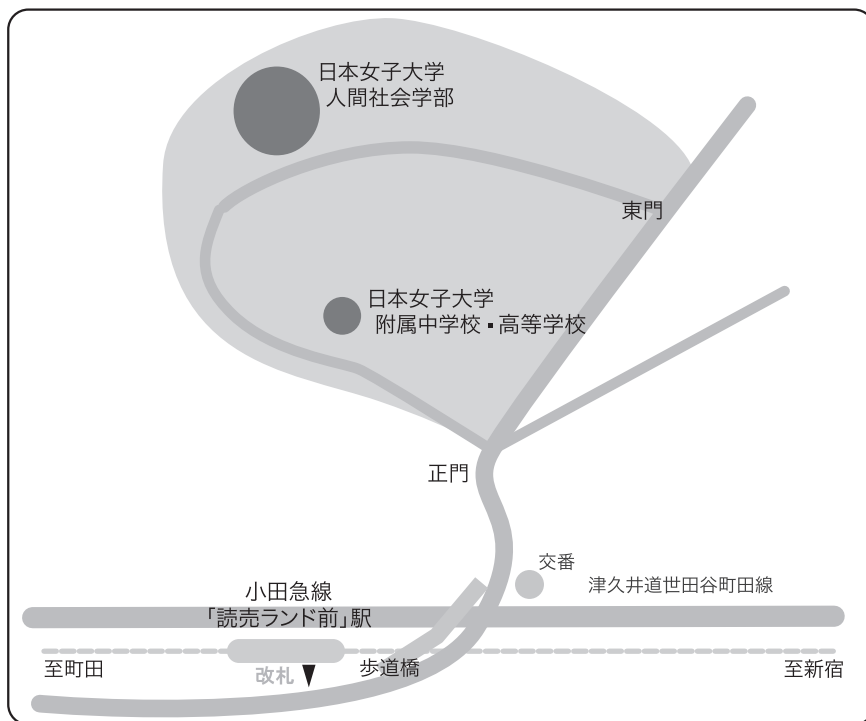 日本女子大学
人間社会学部
東門
日本女子大学
附属中学校・高等学校
正門
交番
津久井道世田谷町田線
小田急線
「読売ランド前」駅
至町田
改札
歩道橋
至新宿